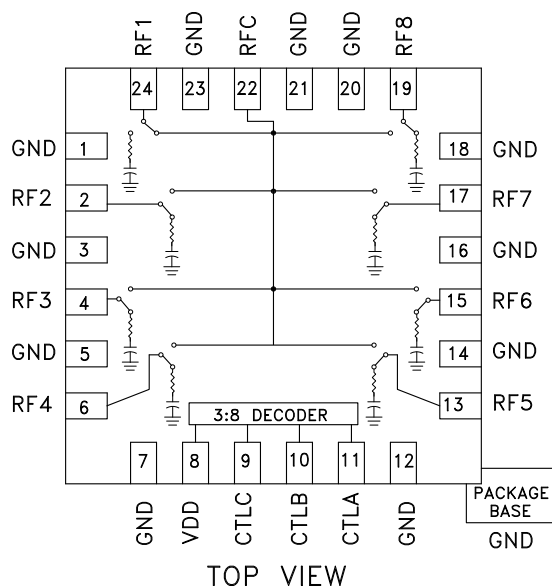 RF1 GND RFC GND GND RF8
24 23 22 21 20 19
GND 1 18 GND
RF2 2 17 RF7
GND 3 16 GND
RF3 4 15 RF6
GND 5 14 GND
RF4 6 13 RF5
3:8 DECODER
7 8 9 10 11 12
GND VDD CTLC CTLB CTLA GND
PACKAGE
BASE
GND
TOP VIEW